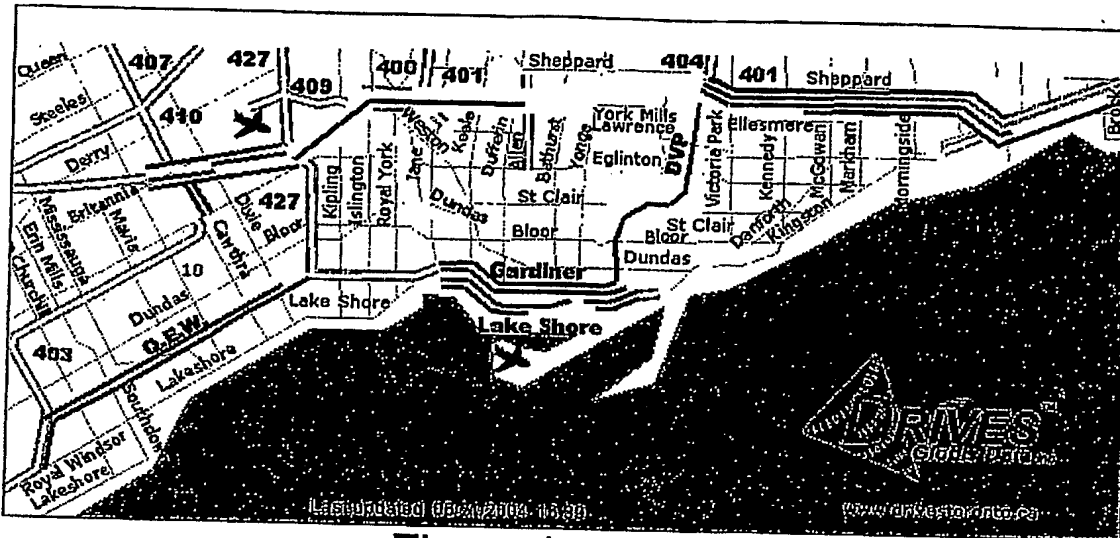 Queen
407
427
400
401
Sheppard
404
401
Sheppard
Steeles
409
410
York Mills
Lawrence
Ellesmere
Derry
Weston
Keele
Dufferin
Allen
Bathurst
Yonge
Eglinton
DVP
Victoria Park
Kennedy
McCowan
Markham
Morningside
Mississauga
Britannia
Mavis
Erin Mills
Cawthra
Dixie
Bloor
427
Kipling
Islington
Royal York
Jane
Dundas
St Clair
Bloor
St Clair
Bloor
Danforth
Kingston
Dundas
10
Dundas
Gardiner
Lake Shore
Lake Shore
403
Q.E.W.
Lakeshore
Southdown
Royal Windsor
Lakeshore
DRIVES
www.drivestoronto.ca